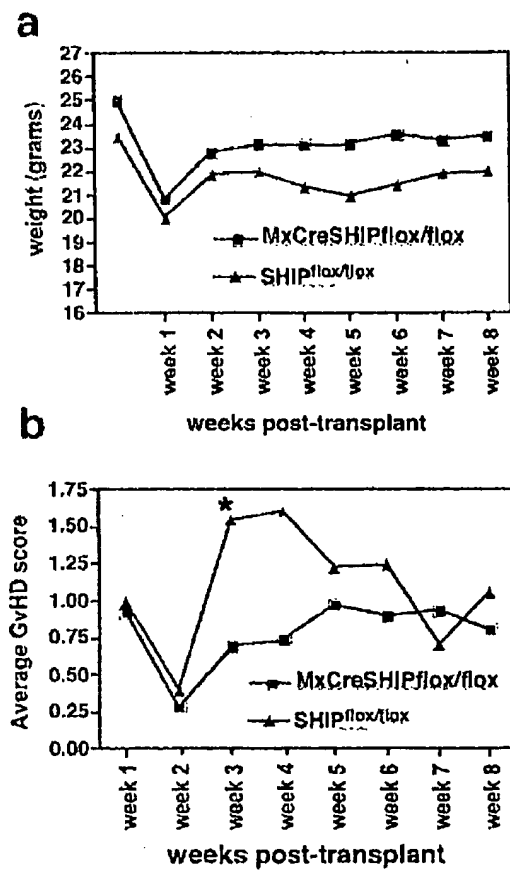 a
weight (grams)
27
26
25
24
23
22
21
20
19
18
17
16
MxCreSHIPflox/flox
SHIPflox/flox
week 1
week 2
week 3
week 4
week 5
week 6
week 7
week 8
weeks post-transplant
b
Average GvHD score
1.75
1.50
1.25
1.00
0.75
0.50
0.25
0.00
*
MxCreSHIPflox/flox
SHIPflox/flox
week 1
week 2
week 3
week 4
week 5
week 6
week 7
week 8
weeks post-transplant